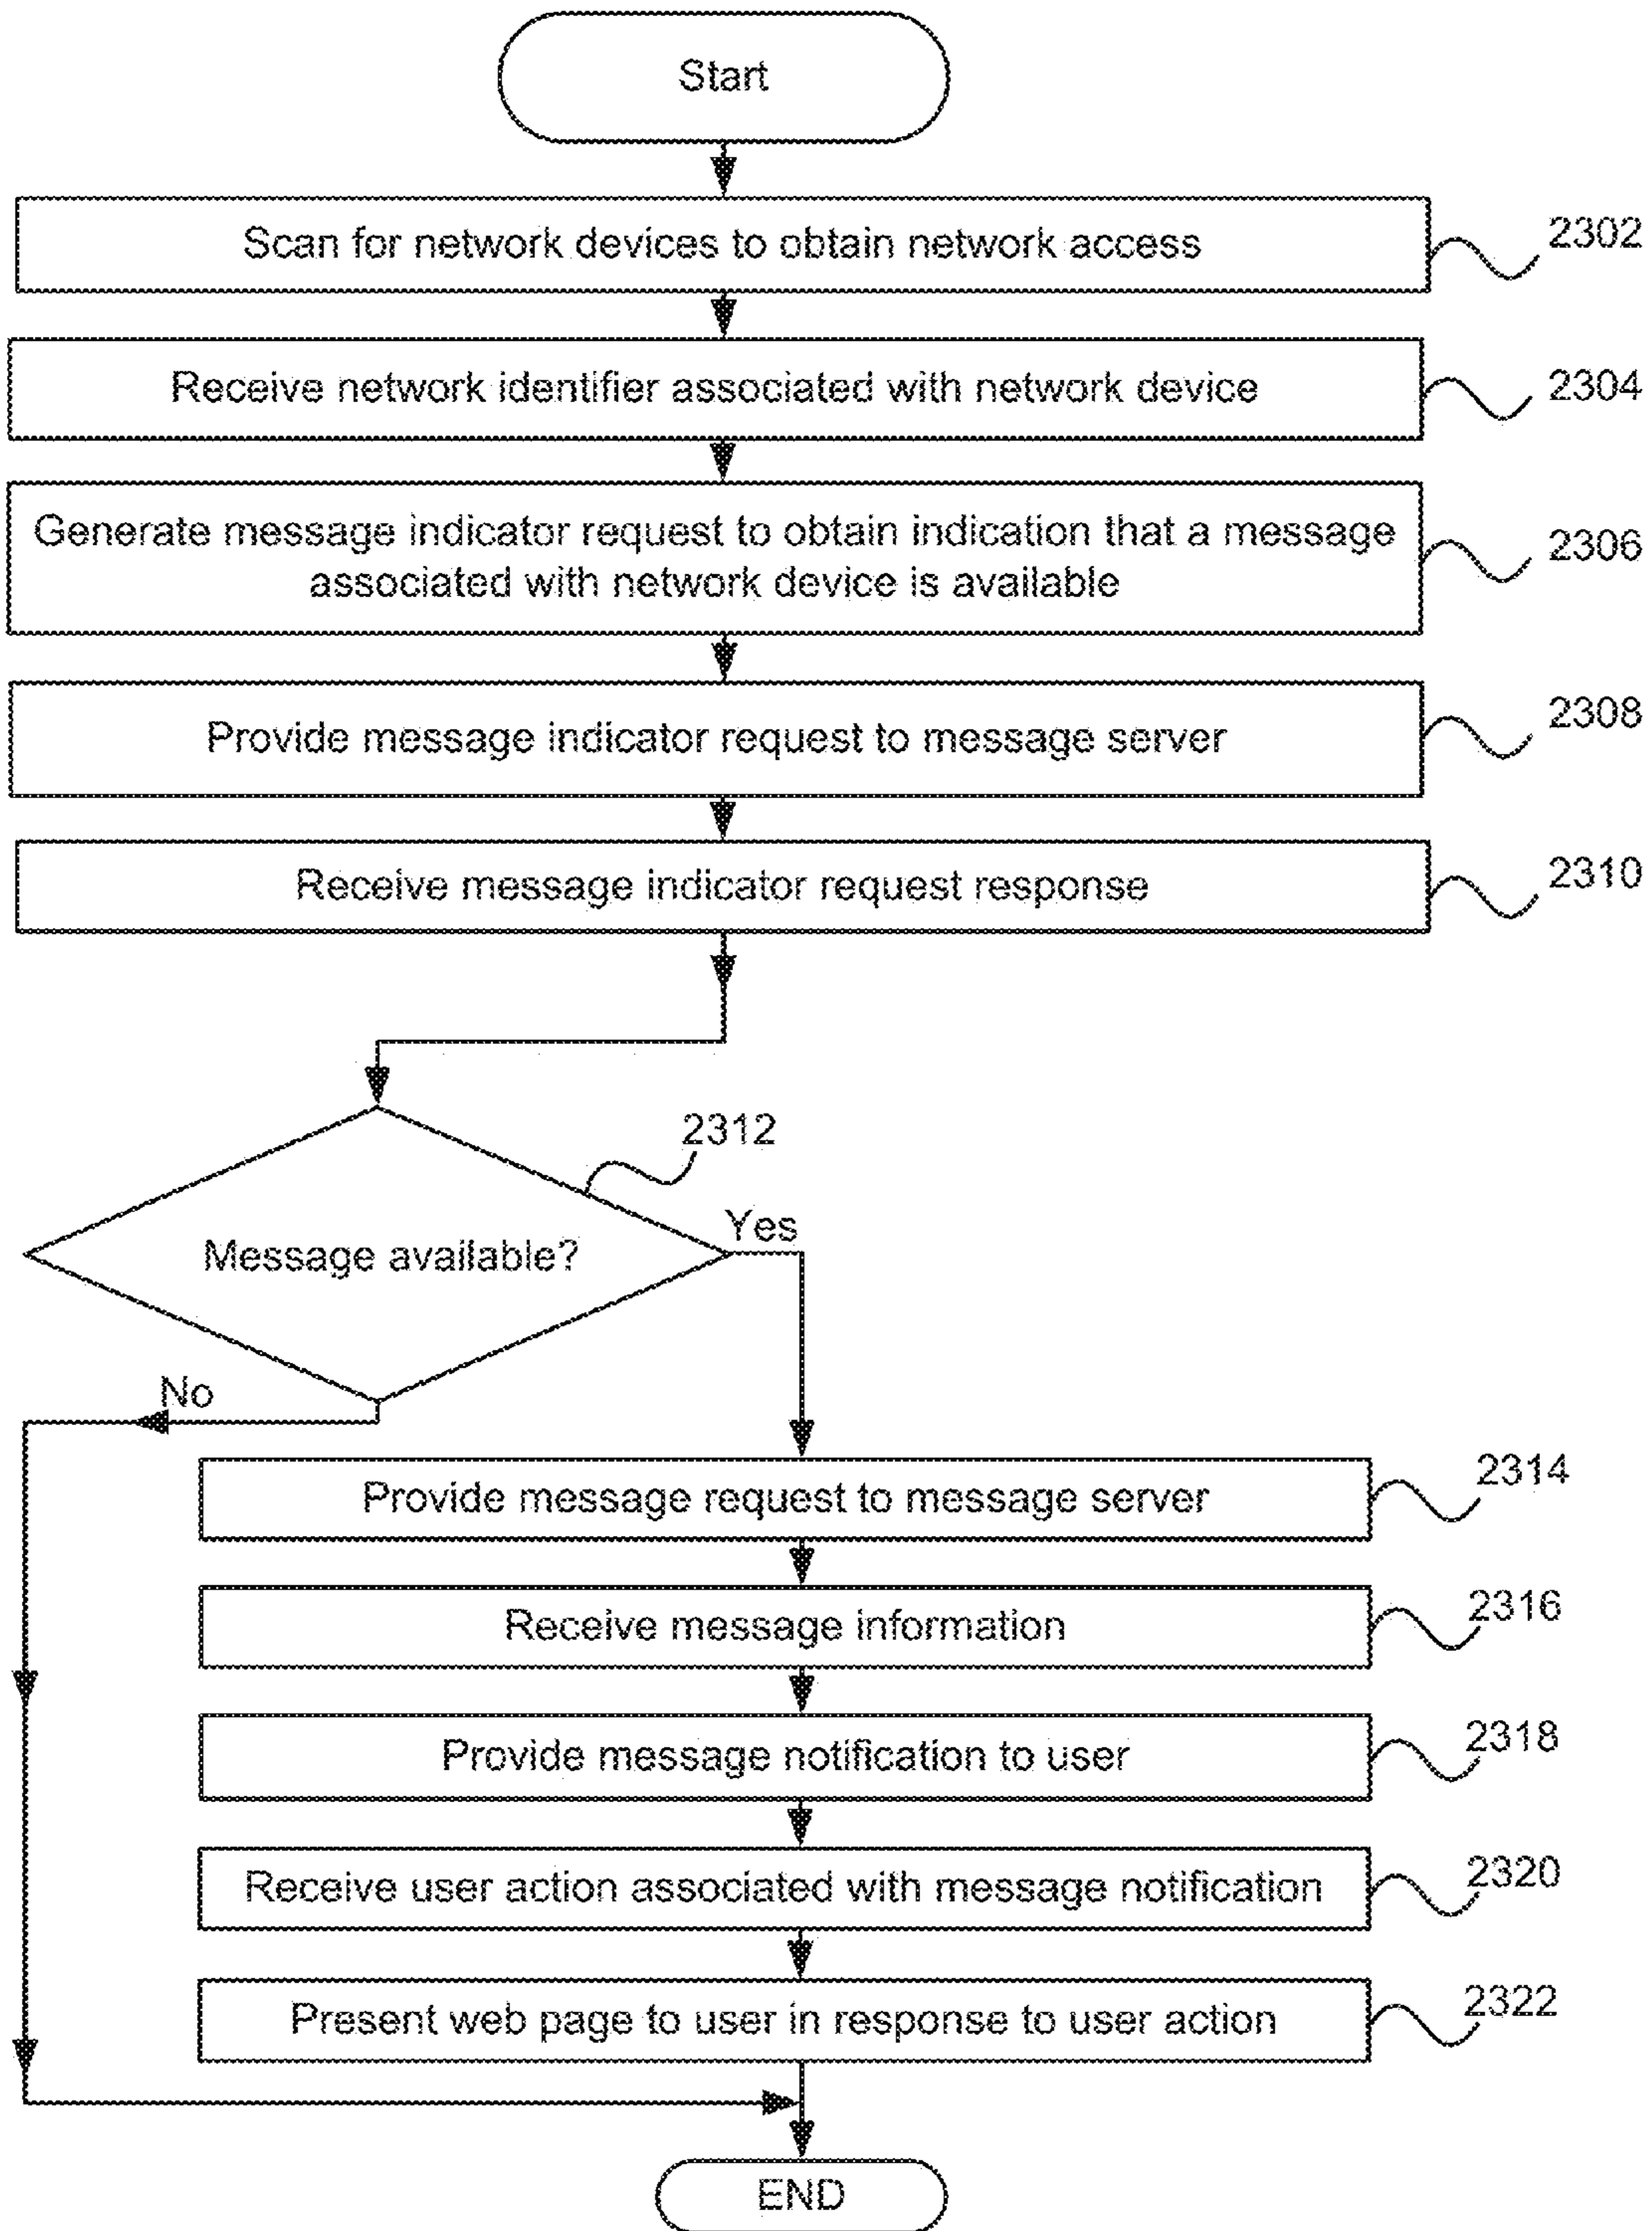 Start
Scan for network devices to obtain network access
2302
Receive network identifier associated with network device
2304
Generate message indicator request to obtain indication that a message
associated with network device is available
2306
Provide message indicator request to message server
2308
Receive message indicator request response
2310
2312
Message available?
Yes
No
Provide message request to message server
2314
Receive message information
2316
Provide message notification to user
2318
Receive user action associated with message notification
2320
Present web page to user in response to user action
2322
END